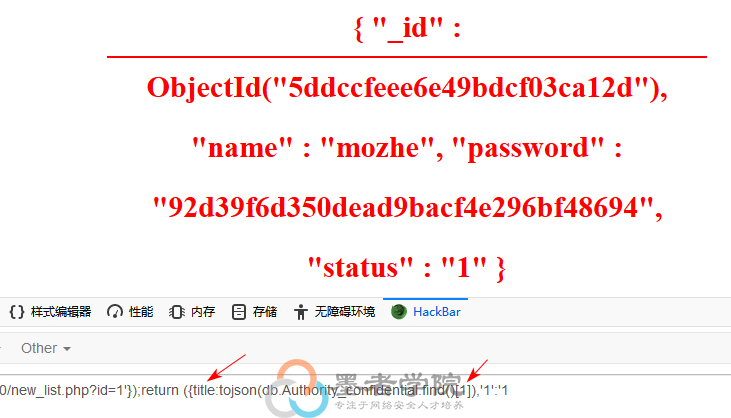 { "_id" :
ObjectId("5ddccfeee6e49bdcf03ca12d"),
"name" : "mozhe", "password" :
"92d39f6d350dead9bacf4e296bf48694",
"status" : "1" }
样式编辑器 性能 内存 存储 无障碍环境 HackBar
Other
0/new_list.php?id=1'});return ({title:tojson(db.Authority_confidential.find()[1]),'1':'1
墨者学院
专注于网络安全人才培养